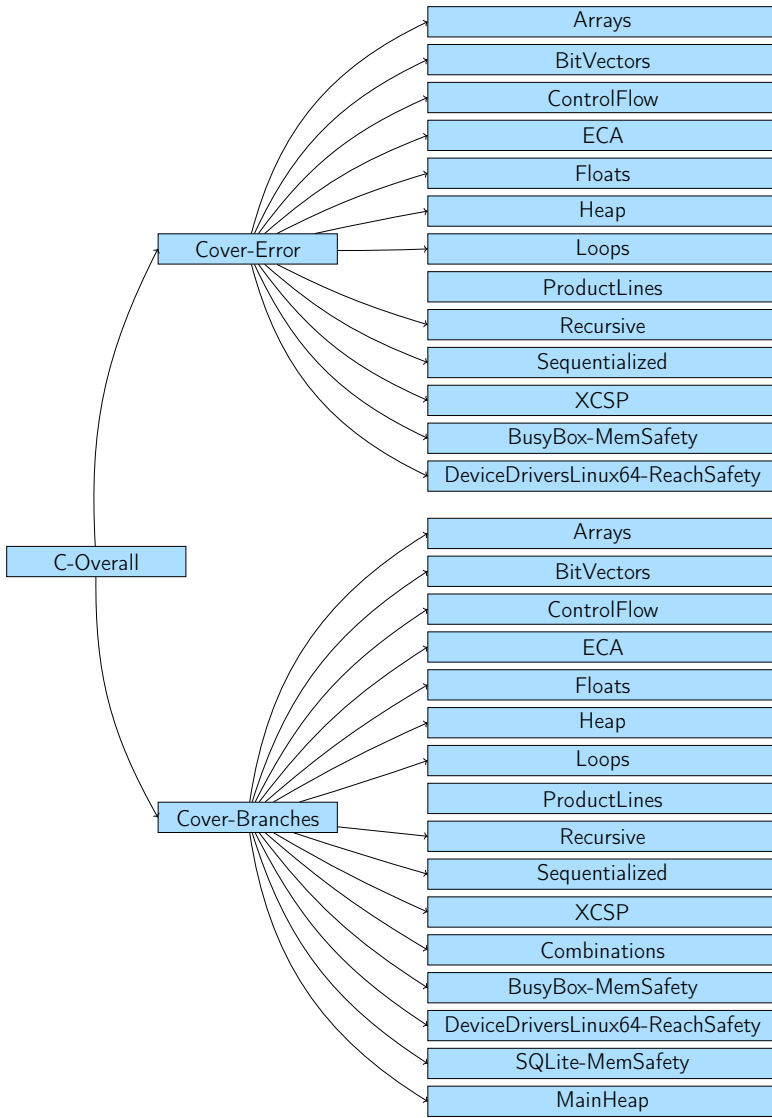 Arrays
BitVectors
ControlFlow
ECA
Floats
Heap
Cover-Error
Loops
ProductLines
Recursive
Sequentialized
XCSP
BusyBox-MemSafety
DeviceDriversLinux64-ReachSafety
C-Overall
Arrays
BitVectors
ControlFlow
ECA
Floats
Heap
Loops
ProductLines
Cover-Branches
Recursive
Sequentialized
XCSP
Combinations
BusyBox-MemSafety
DeviceDriversLinux64-ReachSafety
SQLite-MemSafety
MainHeap